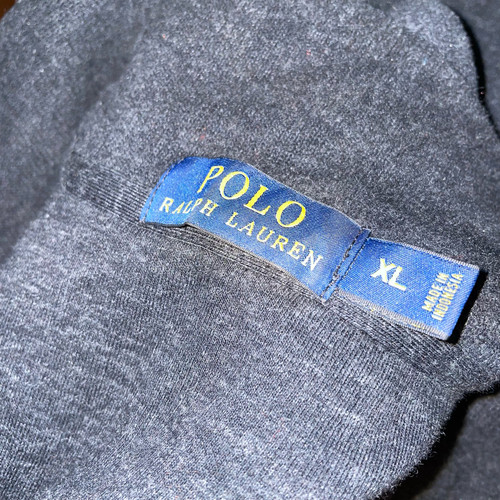 POLO
RALPH LAUREN
XL
MADE IN
INDONESIA